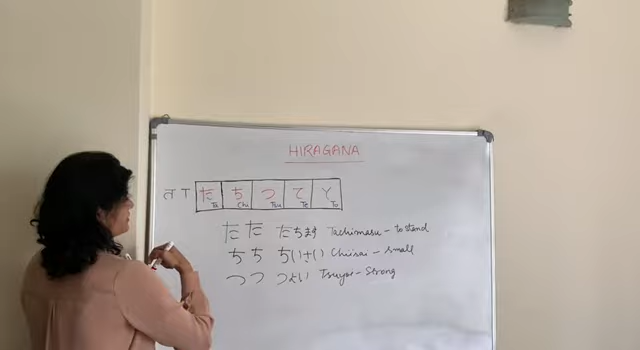 HIRAGANA
त T た ち つ て と
Ta Chi Tsu Te To
た た たちます Tachimasu - to stand
ち ち ちいさい Chiisai - small
つ つ つよい Tsuyoi - Strong